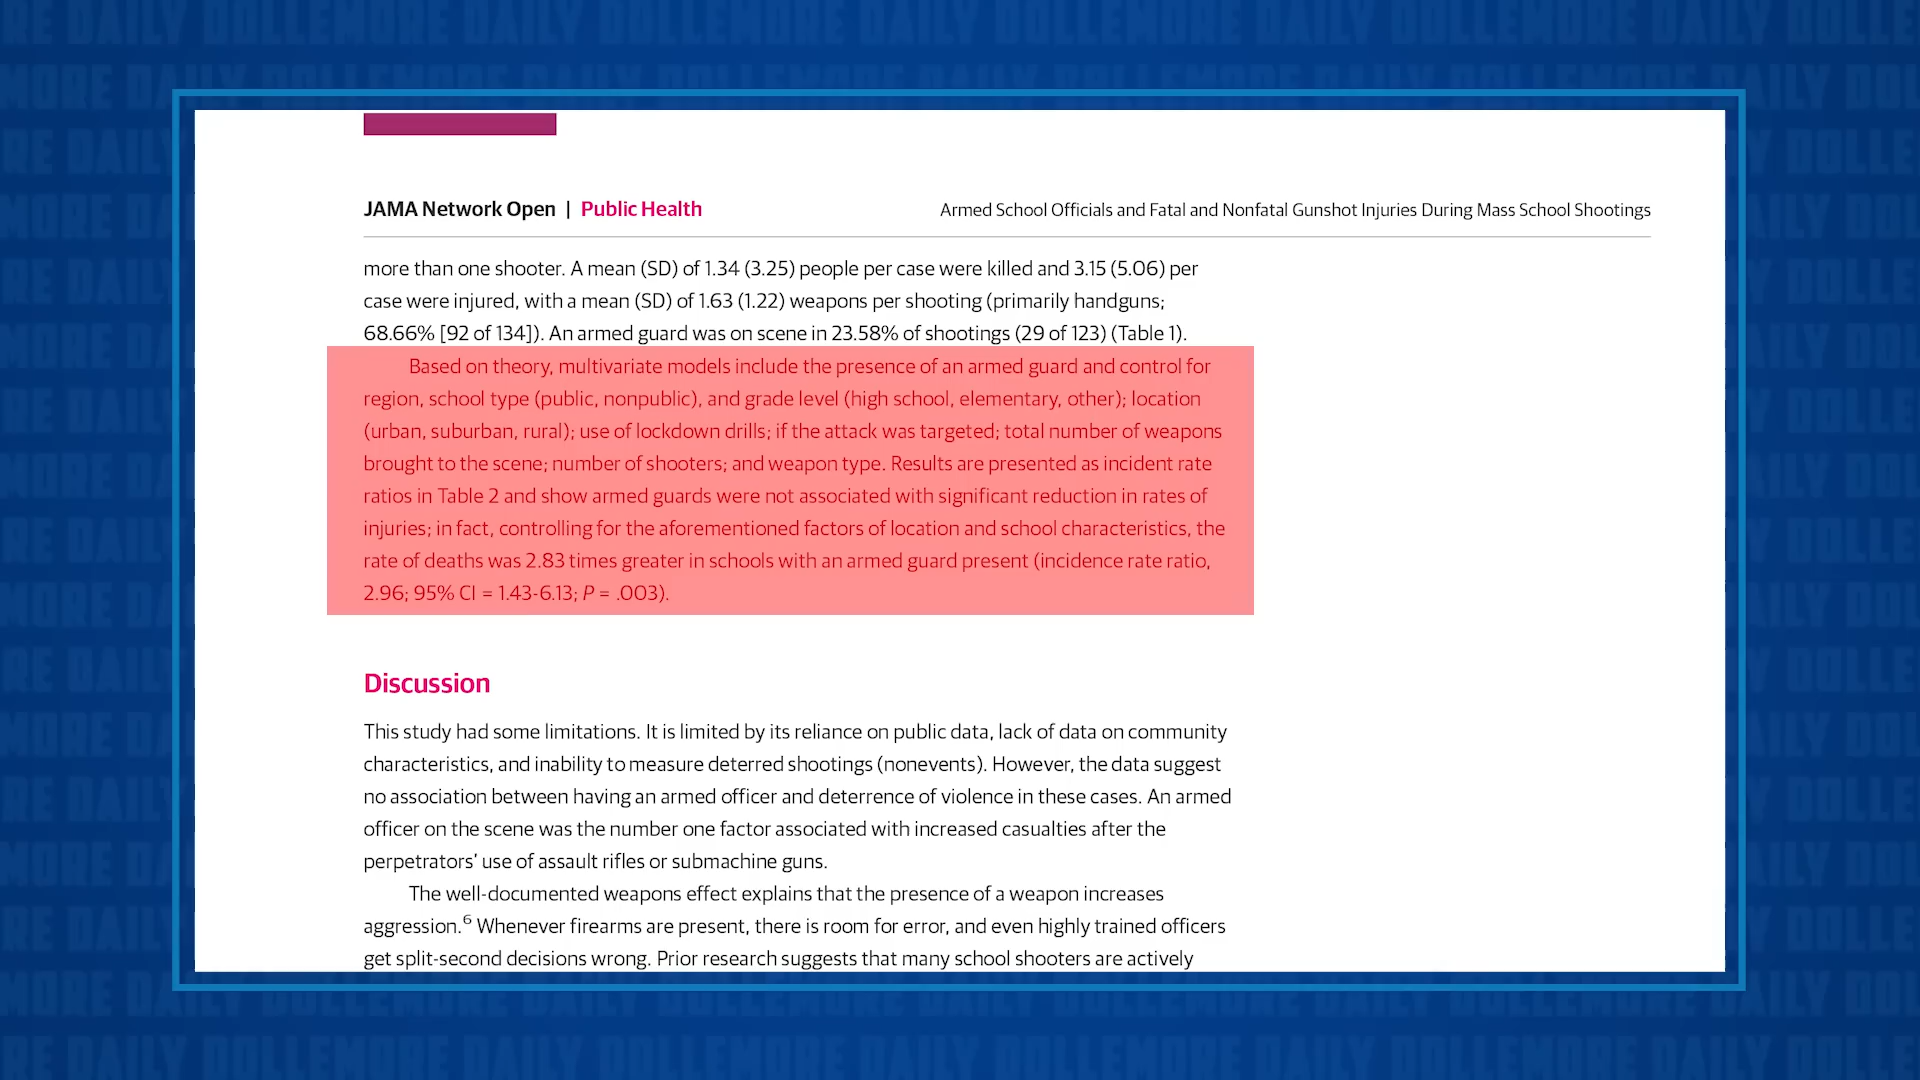 JAMA Network Open | Public Health
Armed School Officials and Fatal and Nonfatal Gunshot Injuries During Mass School Shootings
more than one shooter. A mean (SD) of 1.34 (3.25) people per case were killed and 3.15 (5.06) per
case were injured, with a mean (SD) of 1.63 (1.22) weapons per shooting (primarily handguns;
68.66% [92 of 134]). An armed guard was on scene in 23.58% of shootings (29 of 123) (Table 1).
Based on theory, multivariate models include the presence of an armed guard and control for
region, school type (public, nonpublic), and grade level (high school, elementary, other); location
(urban, suburban, rural); use of lockdown drills; if the attack was targeted; total number of weapons
brought to the scene; number of shooters; and weapon type. Results are presented as incident rate
ratios in Table 2 and show armed guards were not associated with significant reduction in rates of
injuries; in fact, controlling for the aforementioned factors of location and school characteristics, the
rate of deaths was 2.83 times greater in schools with an armed guard present (incidence rate ratio,
2.96; 95% CI = 1.43-6.13; P = .003).
Discussion
This study had some limitations. It is limited by its reliance on public data, lack of data on community
characteristics, and inability to measure deterred shootings (nonevents). However, the data suggest
no association between having an armed officer and deterrence of violence in these cases. An armed
officer on the scene was the number one factor associated with increased casualties after the
perpetrators' use of assault rifles or submachine guns.
The well-documented weapons effect explains that the presence of a weapon increases
aggression.6 Whenever firearms are present, there is room for error, and even highly trained officers
get split-second decisions wrong. Prior research suggests that many school shooters are actively